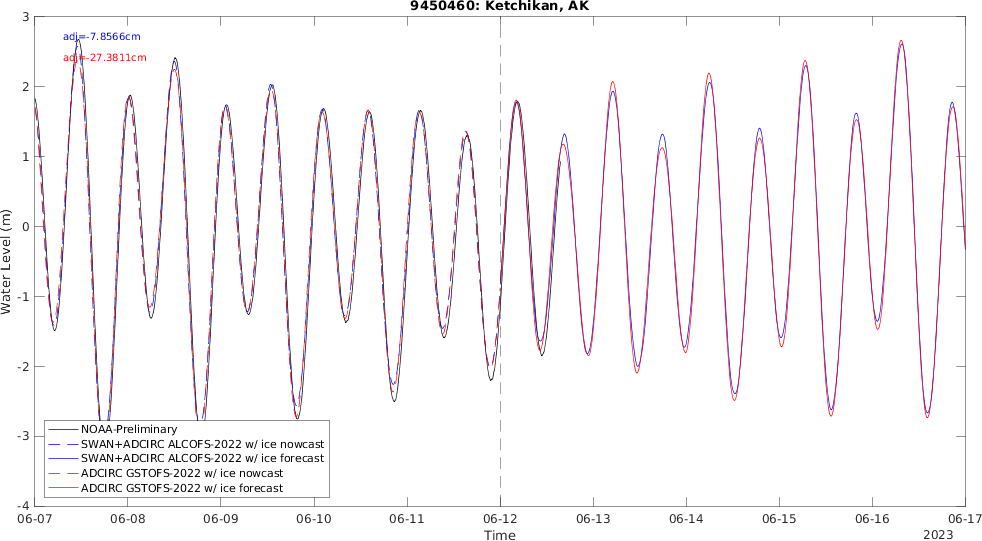 9450460: Ketchikan, AK
adj=-7.8566cm
adj=-27.3811cm
Water Level (m)
3
2
1
0
-1
-2
-3
-4
NOAA-Preliminary
SWAN+ADCIRC ALCOFS-2022 w/ ice nowcast
SWAN+ADCIRC ALCOFS-2022 w/ ice forecast
ADCIRC GSTOFS-2022 w/ ice nowcast
ADCIRC GSTOFS-2022 w/ ice forecast
06-07 06-08 06-09 06-10 06-11 06-12 06-13 06-14 06-15 06-16 06-17
Time
2023